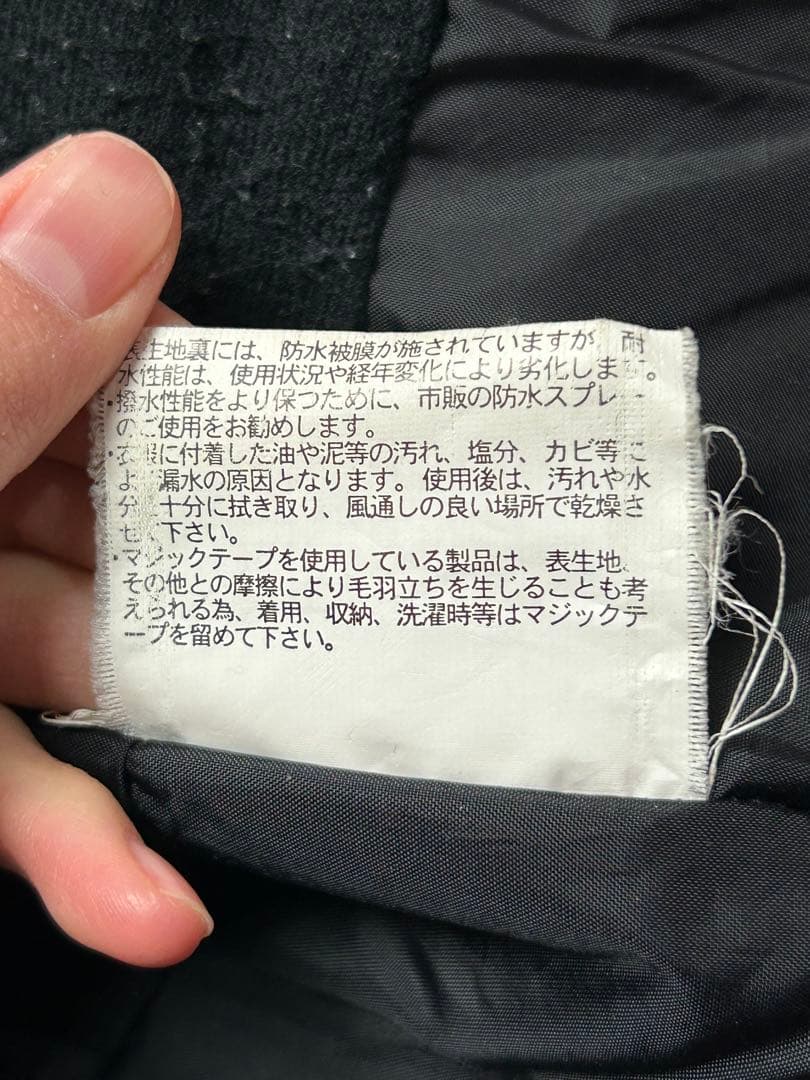 表生地裏には、防水被膜が施されていますが、耐
水性能は、使用状況や経年変化により劣化します。
・撥水性能をより保つために、市販の防水スプレー
のご使用をお勧めします。
・衣服に付着した油や泥等の汚れ、塩分、カビ等に
よ 漏水の原因となります。使用後は、汚れや水
分 十分に拭き取り、風通しの良い場所で乾燥さ
せ 下さい。
・マジックテープを使用している製品は、表生地、
その他との摩擦により毛羽立ちを生じることも考
えられる為、着用、収納、洗濯時等はマジックテ
ープを留めて下さい。